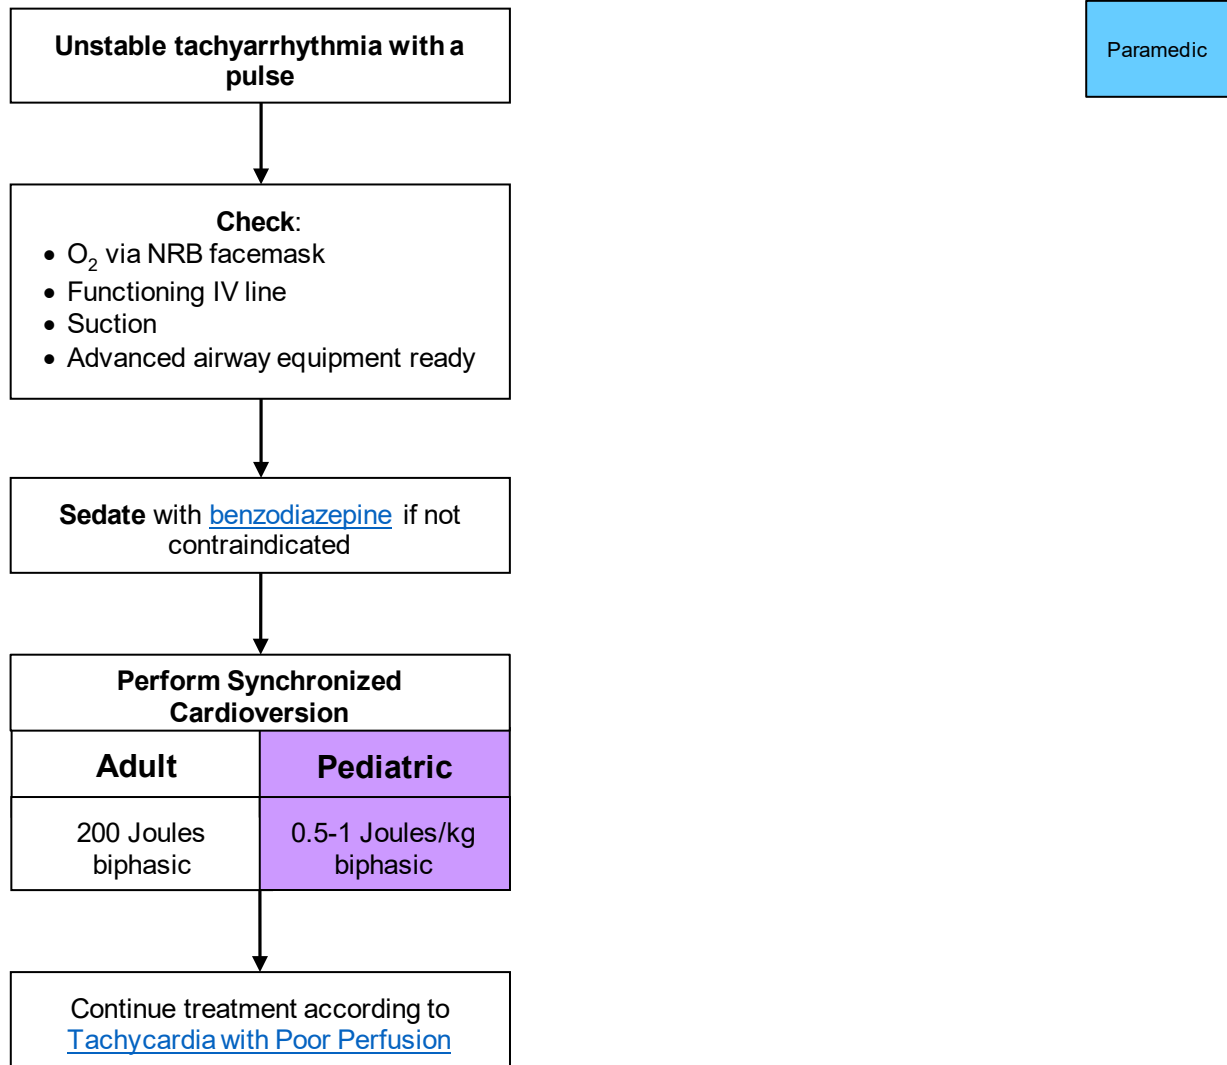 Unstable tachyarrhythmia with a
pulse
Paramedic
Check:
• O₂ via NRB facemask
• Functioning IV line
• Suction
• Advanced airway equipment ready
Sedate with benzodiazepine if not
contraindicated
Perform Synchronized
Cardioversion
Adult
Pediatric
200 Joules
biphasic
0.5-1 Joules/kg
biphasic
Continue treatment according to
Tachycardia with Poor Perfusion